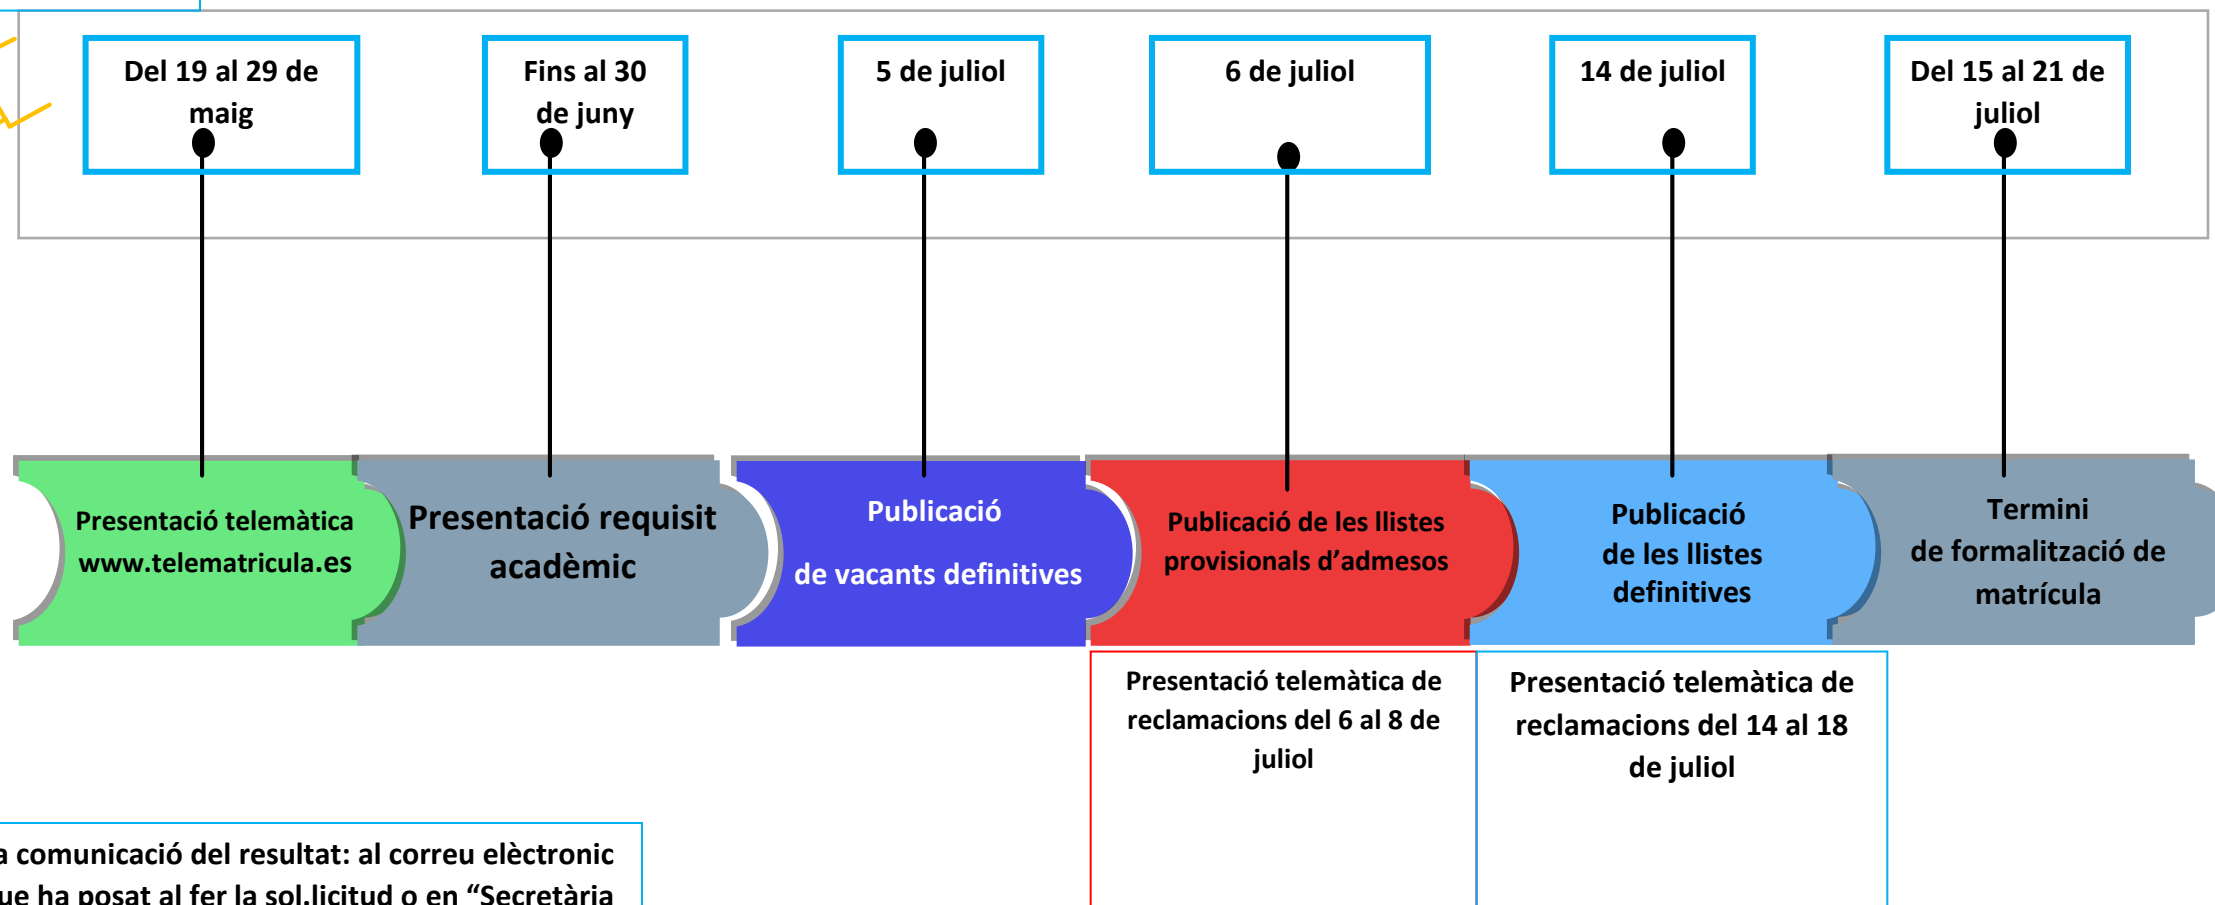 Del 19 al 29 de
maig
Fins al 30
de juny
5 de juliol
6 de juliol
14 de juliol
Del 15 al 21 de
juliol
Presentació telemàtica
www.telematricula.es
Presentació requisit
acadèmic
Publicació
de vacants definitives
Publicació de les llistes
provisionals d’admesos
Publicació
de les llistes
definitives
Termini
de formalització de
matrícula
Presentació telemàtica de
reclamacions del 6 al 8 de
juliol
Presentació telemàtica de
reclamacions del 14 al 18
de juliol
a comunicació del resultat: al correu elèctronic
ue ha posat al fer la sol.licitud o en “Secretària